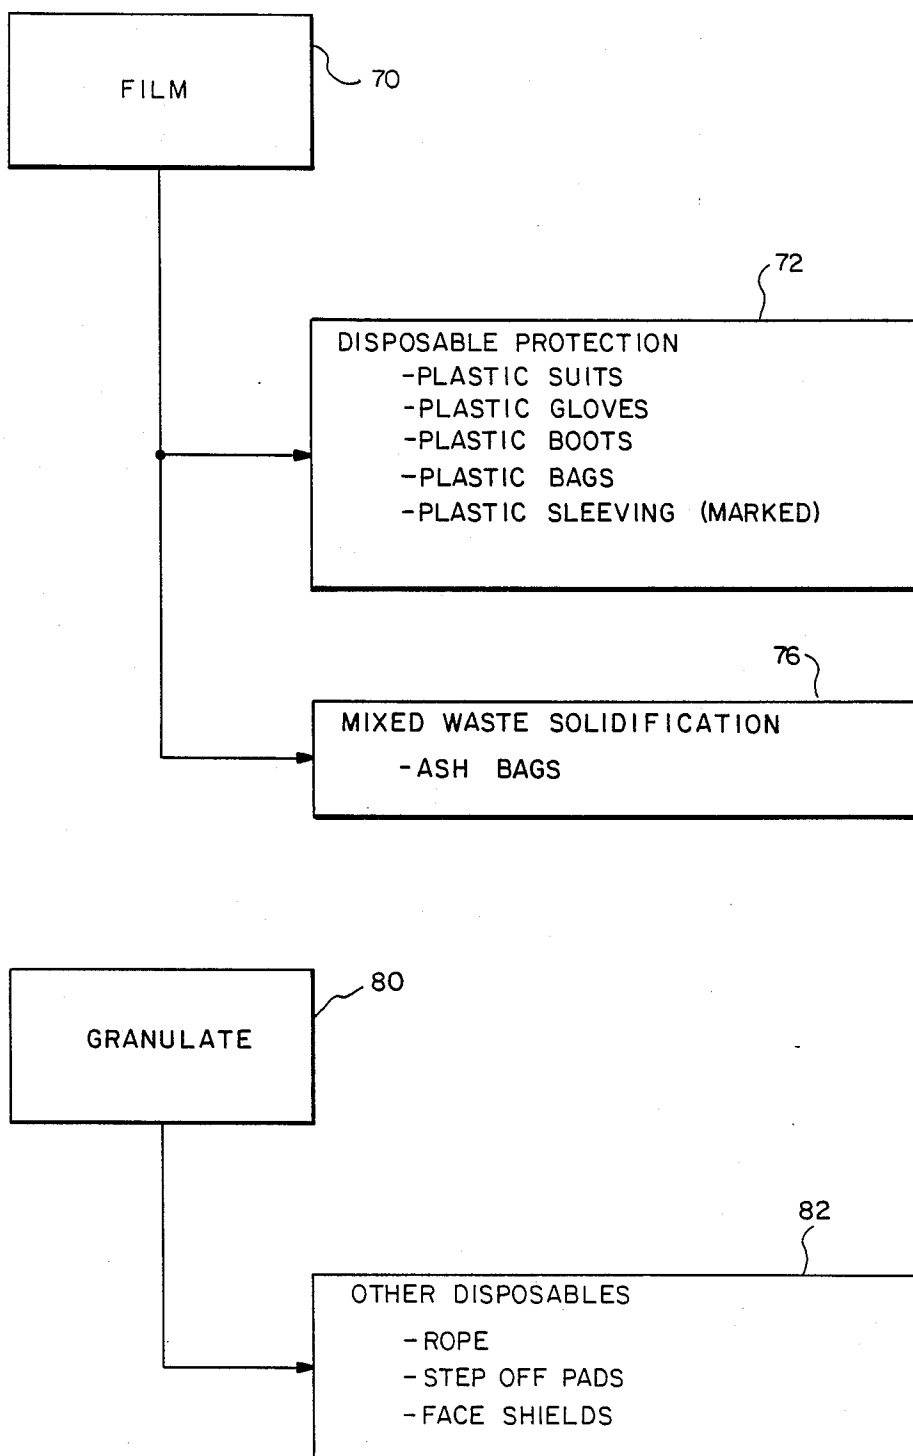 FILM
70
72
DISPOSABLE PROTECTION
-PLASTIC SUITS
-PLASTIC GLOVES
-PLASTIC BOOTS
-PLASTIC BAGS
-PLASTIC SLEEVING (MARKED)
76
MIXED WASTE SOLIDIFICATION
-ASH BAGS
80
GRANULATE
82
OTHER DISPOSABLES
-ROPE
-STEP OFF PADS
-FACE SHIELDS